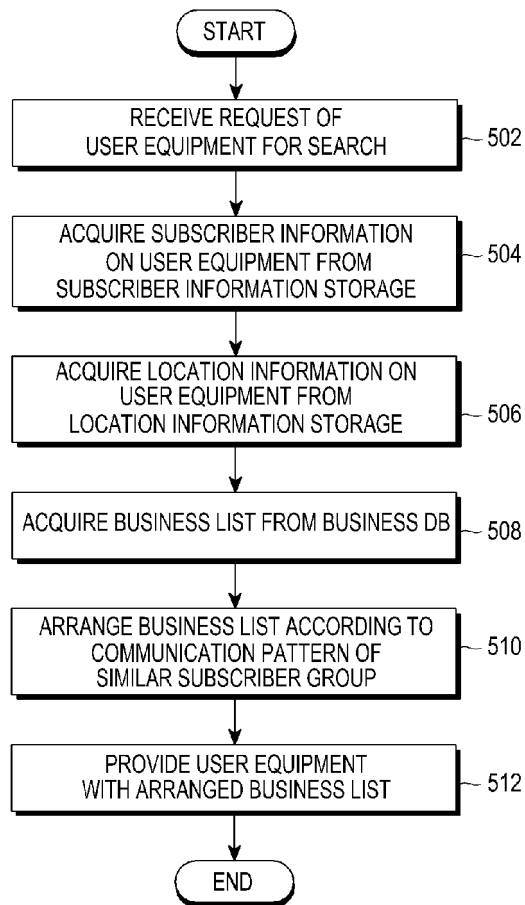 START
RECEIVE REQUEST OF
USER EQUIPMENT FOR SEARCH
502
ACQUIRE SUBSCRIBER INFORMATION
ON USER EQUIPMENT FROM
SUBSCRIBER INFORMATION STORAGE
504
ACQUIRE LOCATION INFORMATION ON
USER EQUIPMENT FROM
LOCATION INFORMATION STORAGE
506
ACQUIRE BUSINESS LIST FROM BUSINESS DB
508
ARRANGE BUSINESS LIST ACCORDING TO
COMMUNICATION PATTERN OF
SIMILAR SUBSCRIBER GROUP
510
PROVIDE USER EQUIPMENT
WITH ARRANGED BUSINESS LIST
512
END